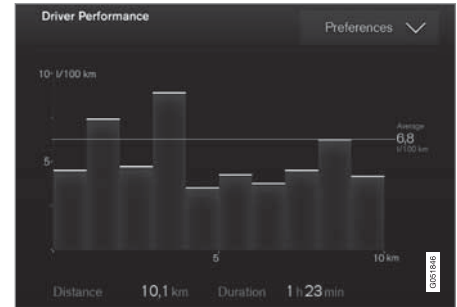 Driver Performance
Preferences
10 l/100 km
Average
6,8
l/100 km
5
5
10 km
Distance 10,1 km Duration 1 h 23 min
G051846